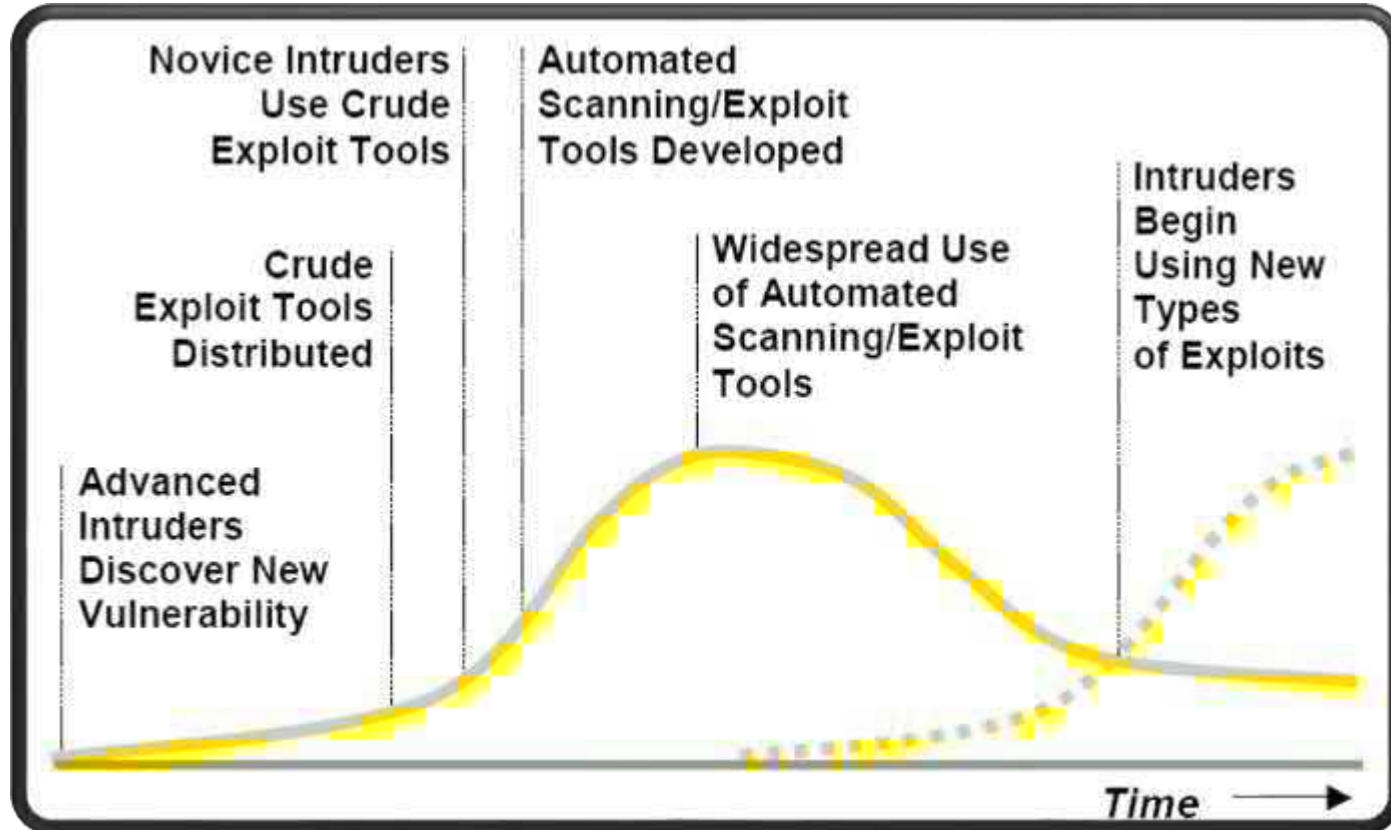 Novice Intruders
Use Crude
Exploit Tools
Automated
Scanning/Exploit
Tools Developed
Crude
Exploit Tools
Distributed
Widespread Use
of Automated
Scanning/Exploit
Tools
Intruders
Begin
Using New
Types
of Exploits
Advanced
Intruders
Discover New
Vulnerability
Time